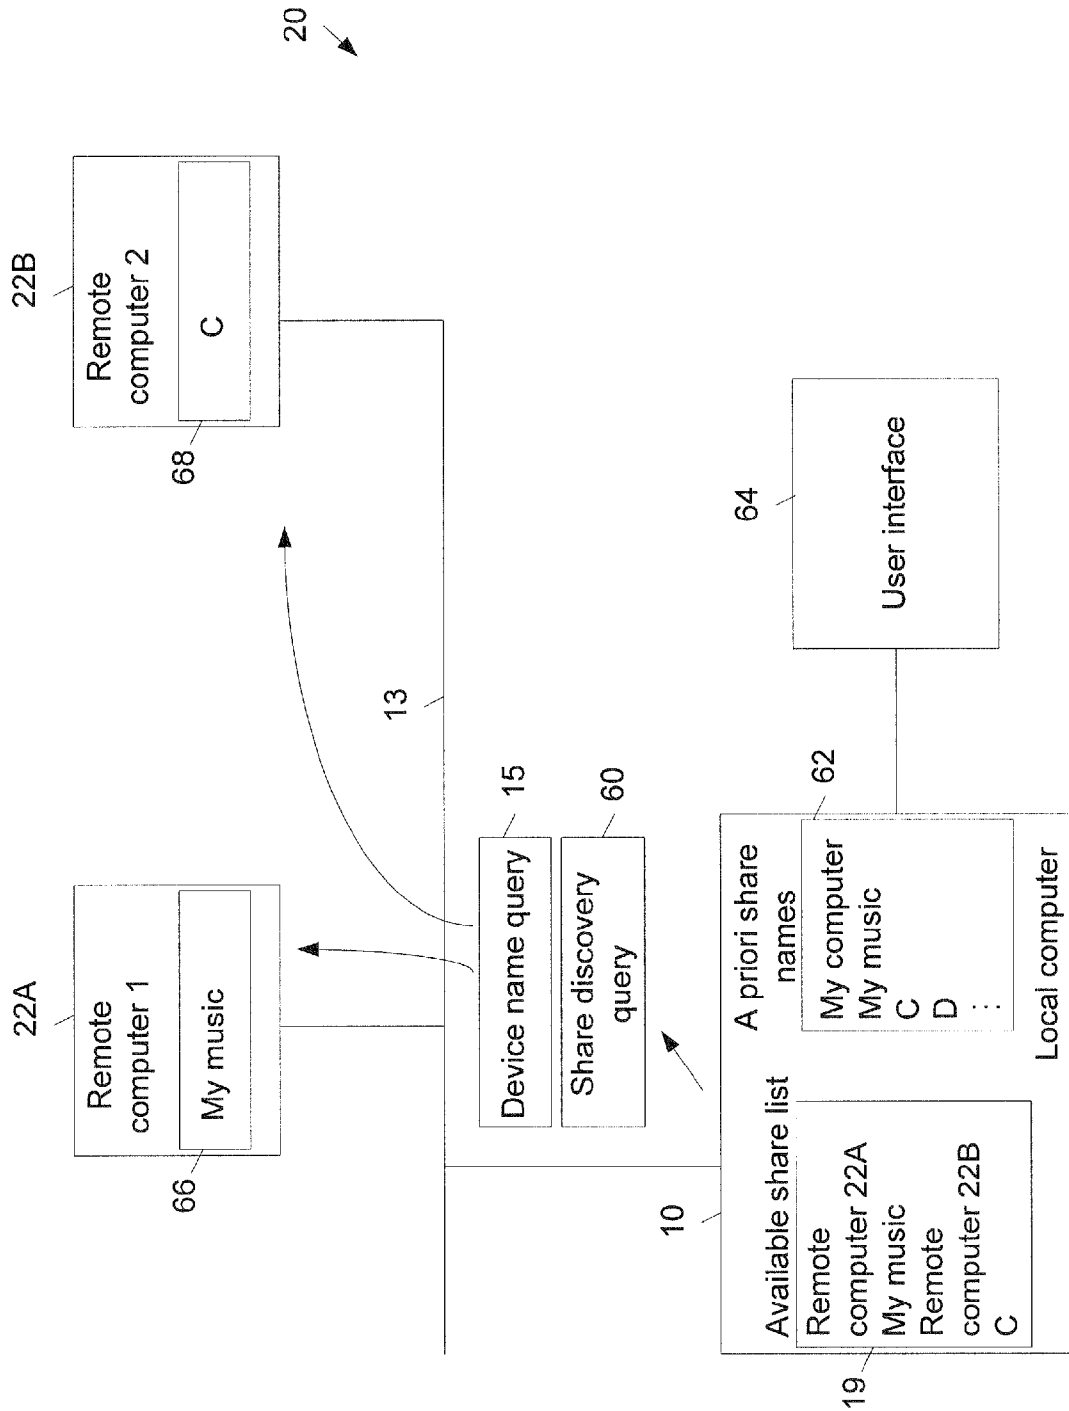 20
22A
Remote
computer 1
My music
66
22B
Remote
computer 2
C
68
13
Device name query
15
Share discovery
query
60
10
Available share list
Remote
computer 22A
My music
Remote
computer 22B
C
19
A priori share
names
My computer
My music
C
D
⋮
62
Local computer
64
User interface